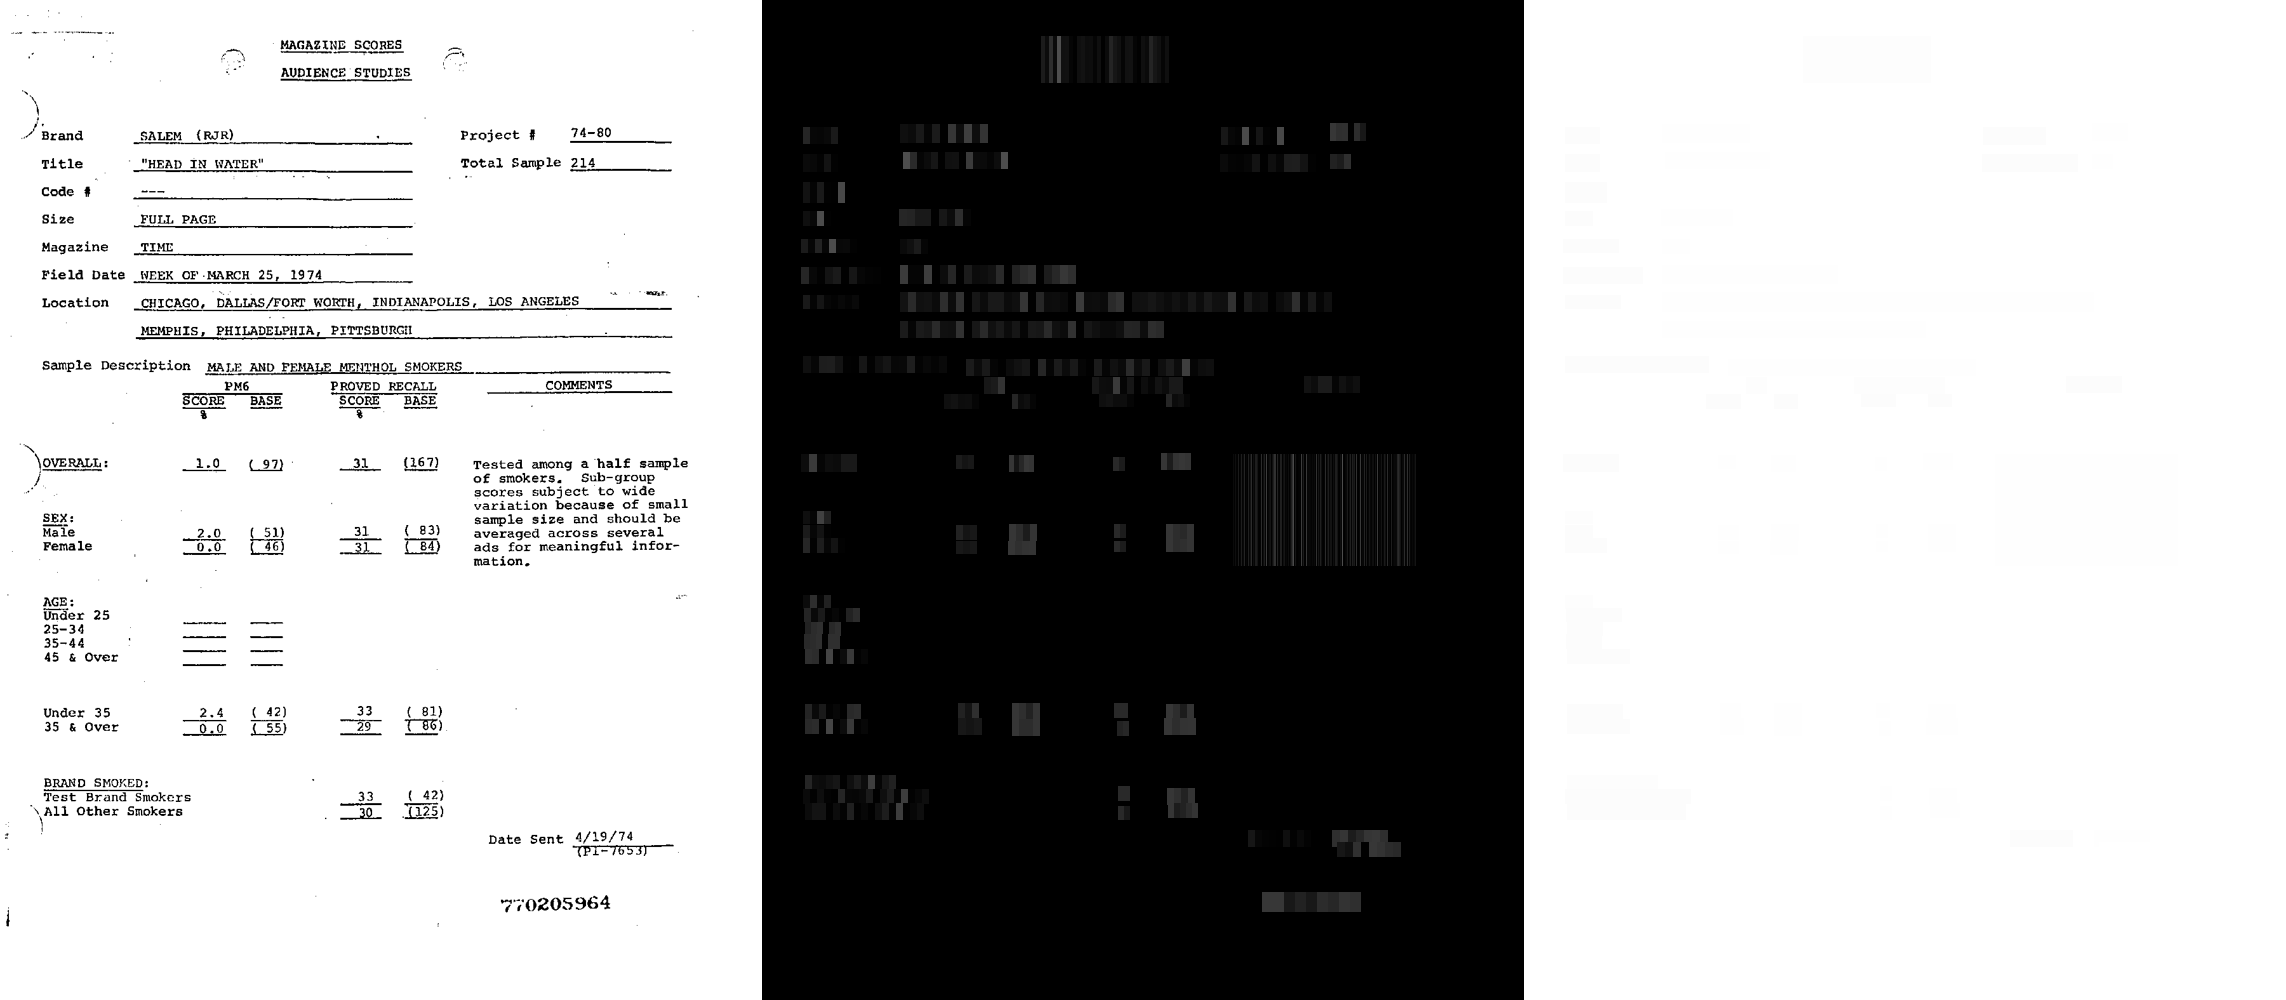 MAGAZINE SCORES
AUDIENCE STUDIES
Brand SALEM (RJR) Project # 74-80
Title "HEAD IN WATER" Total Sample 214
Code # ---
Size FULL PAGE
Magazine TIME
Field Date WEEK OF MARCH 25, 1974
Location CHICAGO, DALLAS/FORT WORTH, INDIANAPOLIS, LOS ANGELES
MEMPHIS, PHILADELPHIA, PITTSBURGH
Sample Description MALE AND FEMALE MENTHOL SMOKERS
PM6 PROVED RECALL COMMENTS
SCORE BASE SCORE BASE
% %
OVERALL: 1.0 ( 97) 31 (167) Tested among a half sample
of smokers. Sub-group
scores subject to wide
variation because of small
SEX: sample size and should be
Male 2.0 ( 51) 31 ( 83) averaged across several
Female 0.0 ( 46) 31 ( 84) ads for meaningful infor-
mation.
AGE:
Under 25
25-34
35-44
45 & Over
Under 35 2.4 ( 42) 33 ( 81)
35 & Over 0.0 ( 55) 29 ( 86)
BRAND SMOKED:
Test Brand Smokers 33 ( 42)
All Other Smokers 30 (125)
Date Sent 4/19/74
(P1-7653)
770205964